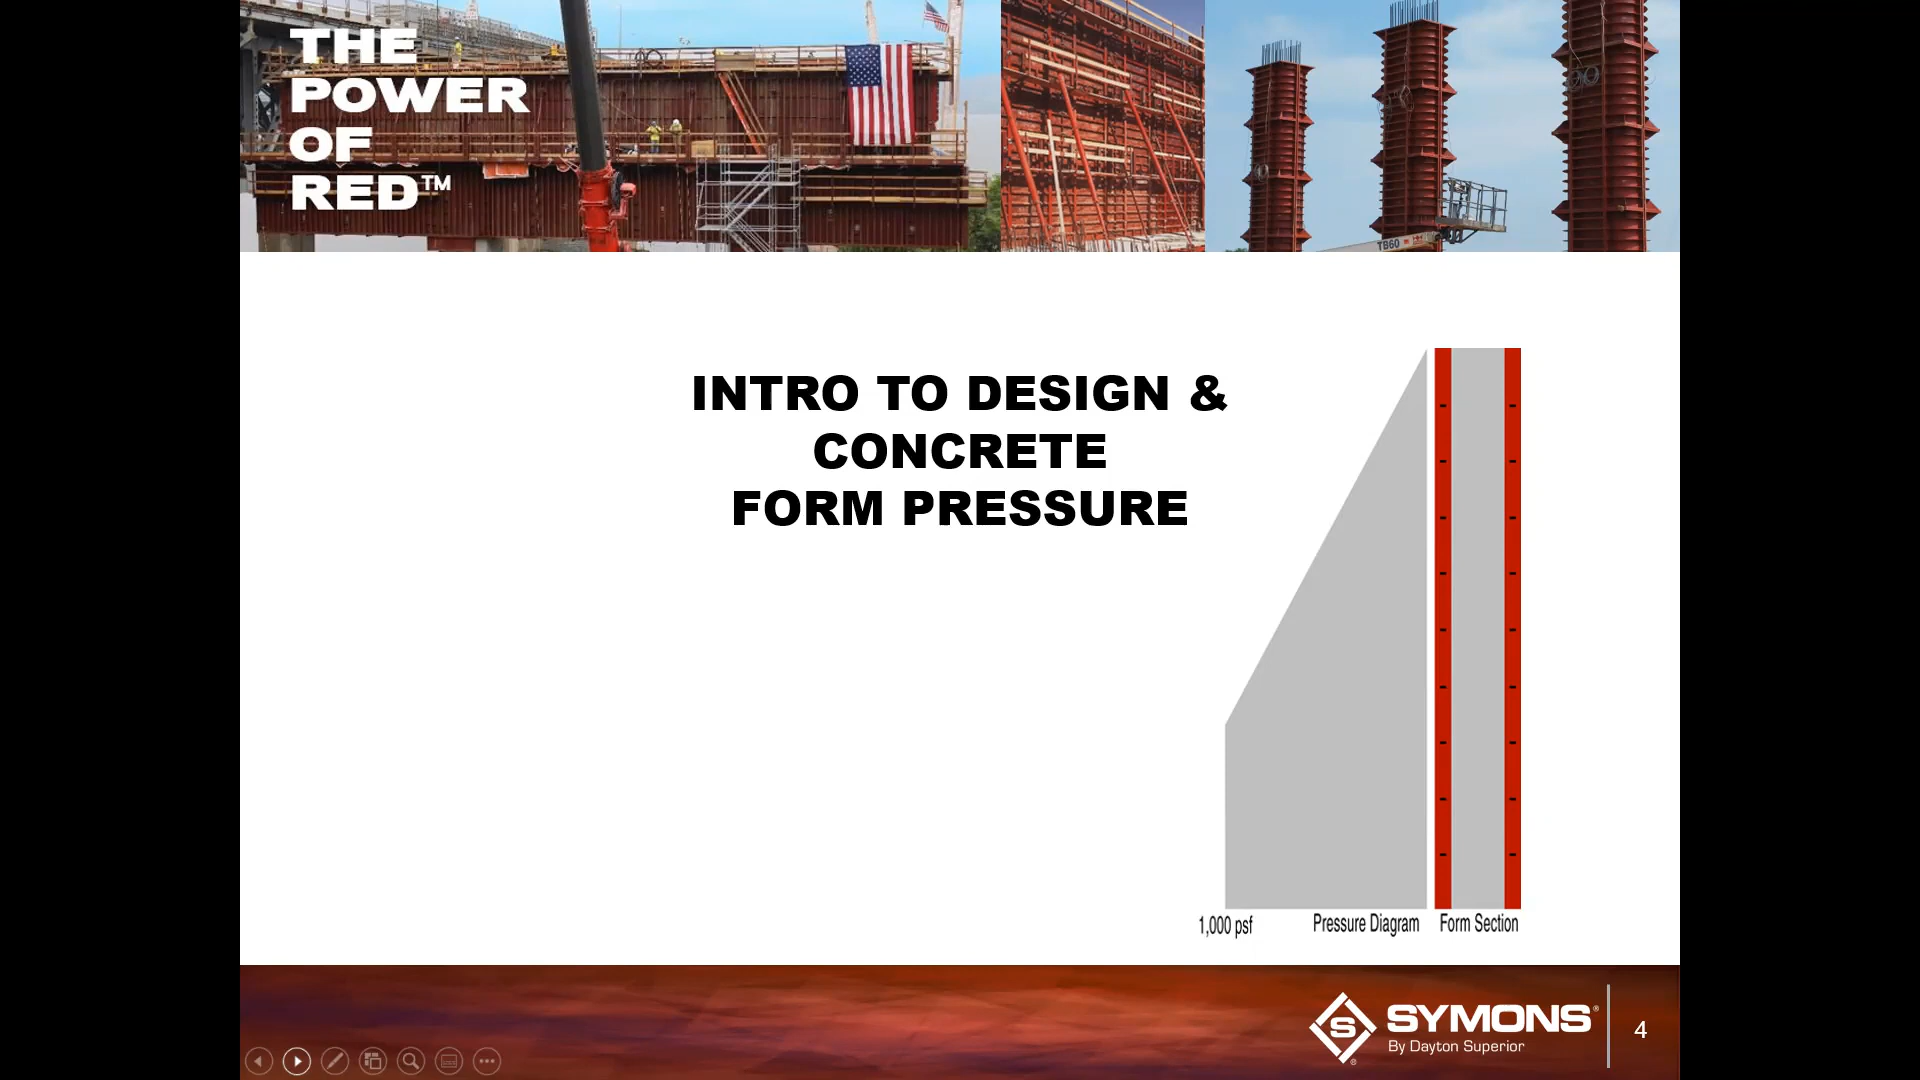 THE
POWER
OF
RED™
TB60
INTRO TO DESIGN &
CONCRETE
FORM PRESSURE
1,000 psf
Pressure Diagram
Form Section
S
SYMONS®
By Dayton Superior
®
4